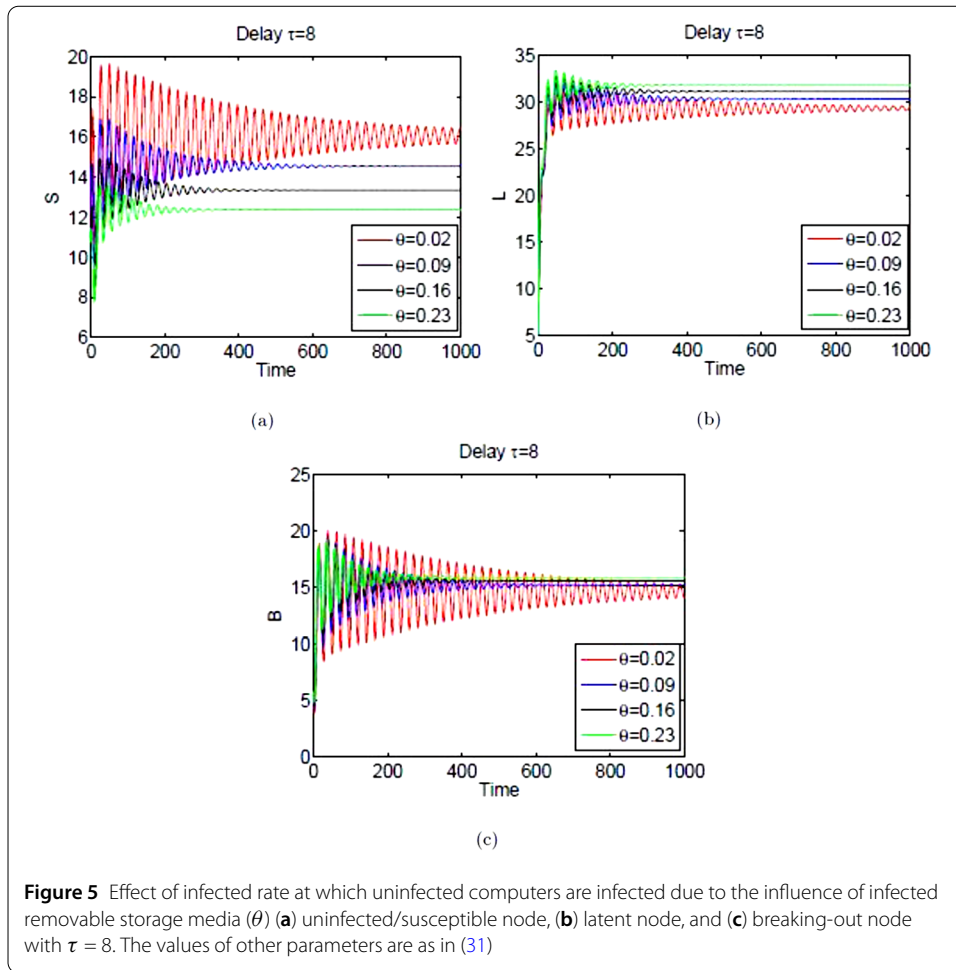 Delay τ=8
20
18
16
14
12
10
8
6
S
0
200
400
600
800
1000
Time
θ=0.02
θ=0.09
θ=0.16
θ=0.23
(a)
Delay τ=8
35
30
25
20
15
10
5
L
0
200
400
600
800
1000
Time
θ=0.02
θ=0.09
θ=0.16
θ=0.23
(b)
Delay τ=8
25
20
15
10
5
0
B
0
200
400
600
800
1000
Time
θ=0.02
θ=0.09
θ=0.16
θ=0.23
(c)
Figure 5 Effect of infected rate at which uninfected computers are infected due to the influence of infected
removable storage media (θ) (a) uninfected/susceptible node, (b) latent node, and (c) breaking-out node
with τ = 8. The values of other parameters are as in (31)